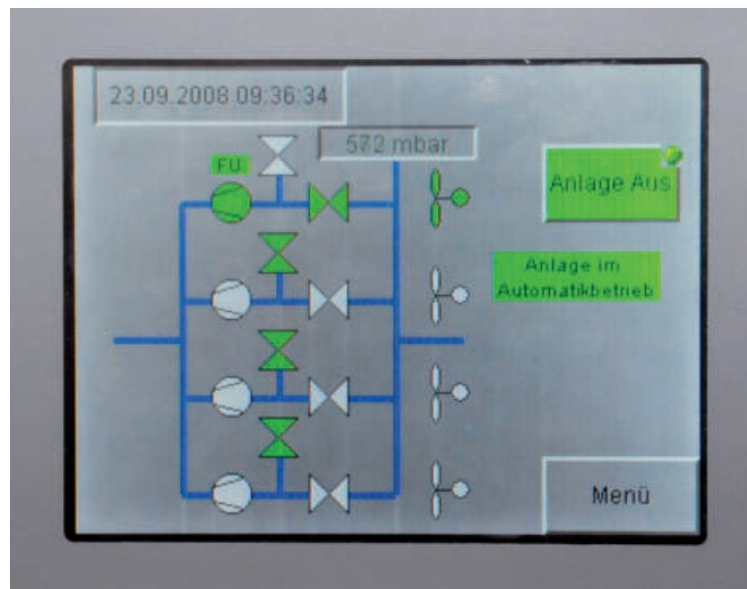 23.09.2008 09:36:34
572 mbar
FU
Anlage Aus
Anlage im
Automatikbetrieb
Menü